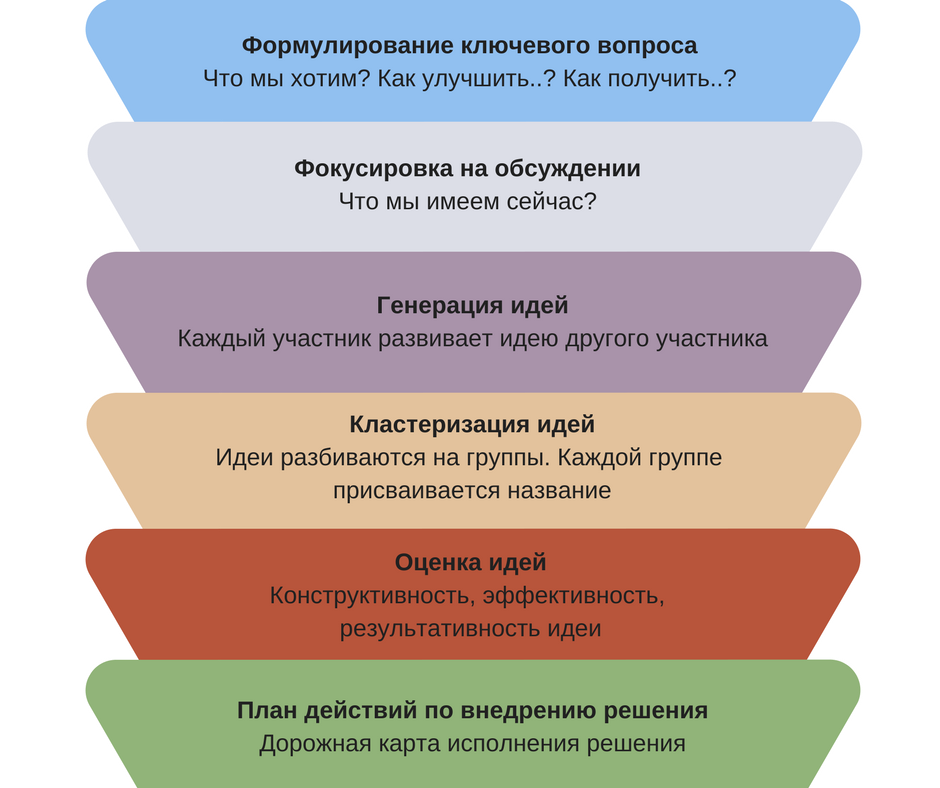 Формулирование ключевого вопроса
Что мы хотим? Как улучшить..? Как получить..?
Фокусировка на обсуждении
Что мы имеем сейчас?
Генерация идей
Каждый участник развивает идею другого участника
Кластеризация идей
Идеи разбиваются на группы. Каждой группе
присваивается название
Оценка идей
Конструктивность, эффективность,
результативность идеи
План действий по внедрению решения
Дорожная карта исполнения решения